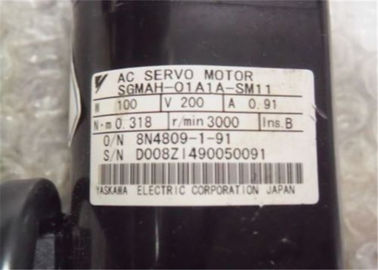 AC SERVO MOTOR
SGMAH-01A1A-SM11
W 100 V 200 A 0.91
N-m 0.318 r/min 3000 Ins.B
O/N 8N4809-1-91
S/N D008Z1490050091
YASKAWA ELECTRIC CORPORATION JAPAN